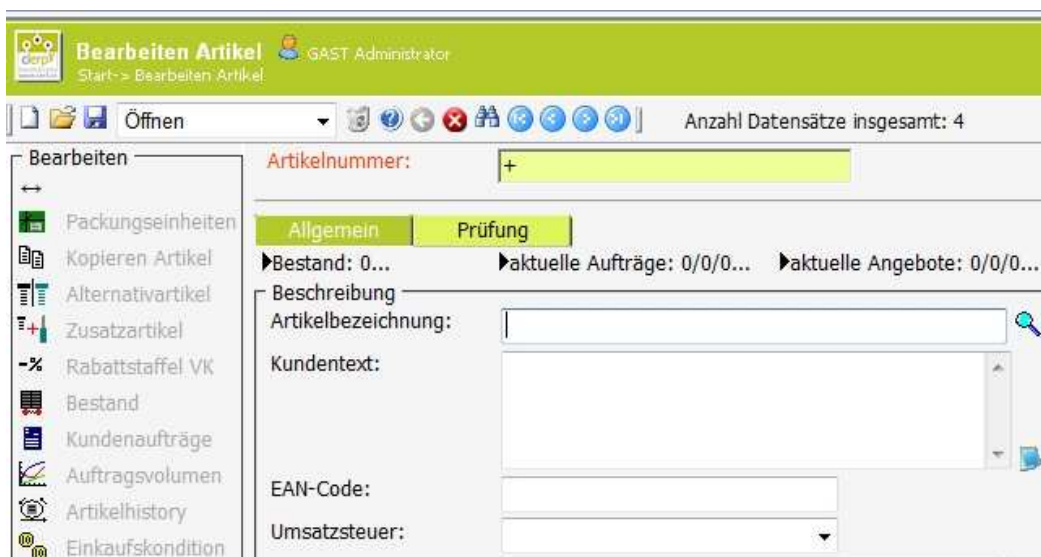 derp
Bearbeiten Artikel GAST Administrator
Start-> Bearbeiten Artikel
Öffnen Anzahl Datensätze insgesamt: 4
Bearbeiten
Artikelnummer: +
↔
Packungseinheiten
Kopieren Artikel
Alternativartikel
Zusatzartikel
-% Rabattstaffel VK
Bestand
Kundenaufträge
Auftragsvolumen
Artikelhistory
Einkaufskondition
Allgemein Prüfung
Bestand: 0... aktuelle Aufträge: 0/0/0... aktuelle Angebote: 0/0/0...
Beschreibung
Artikelbezeichnung:
Kundentext:
EAN-Code:
Umsatzsteuer: